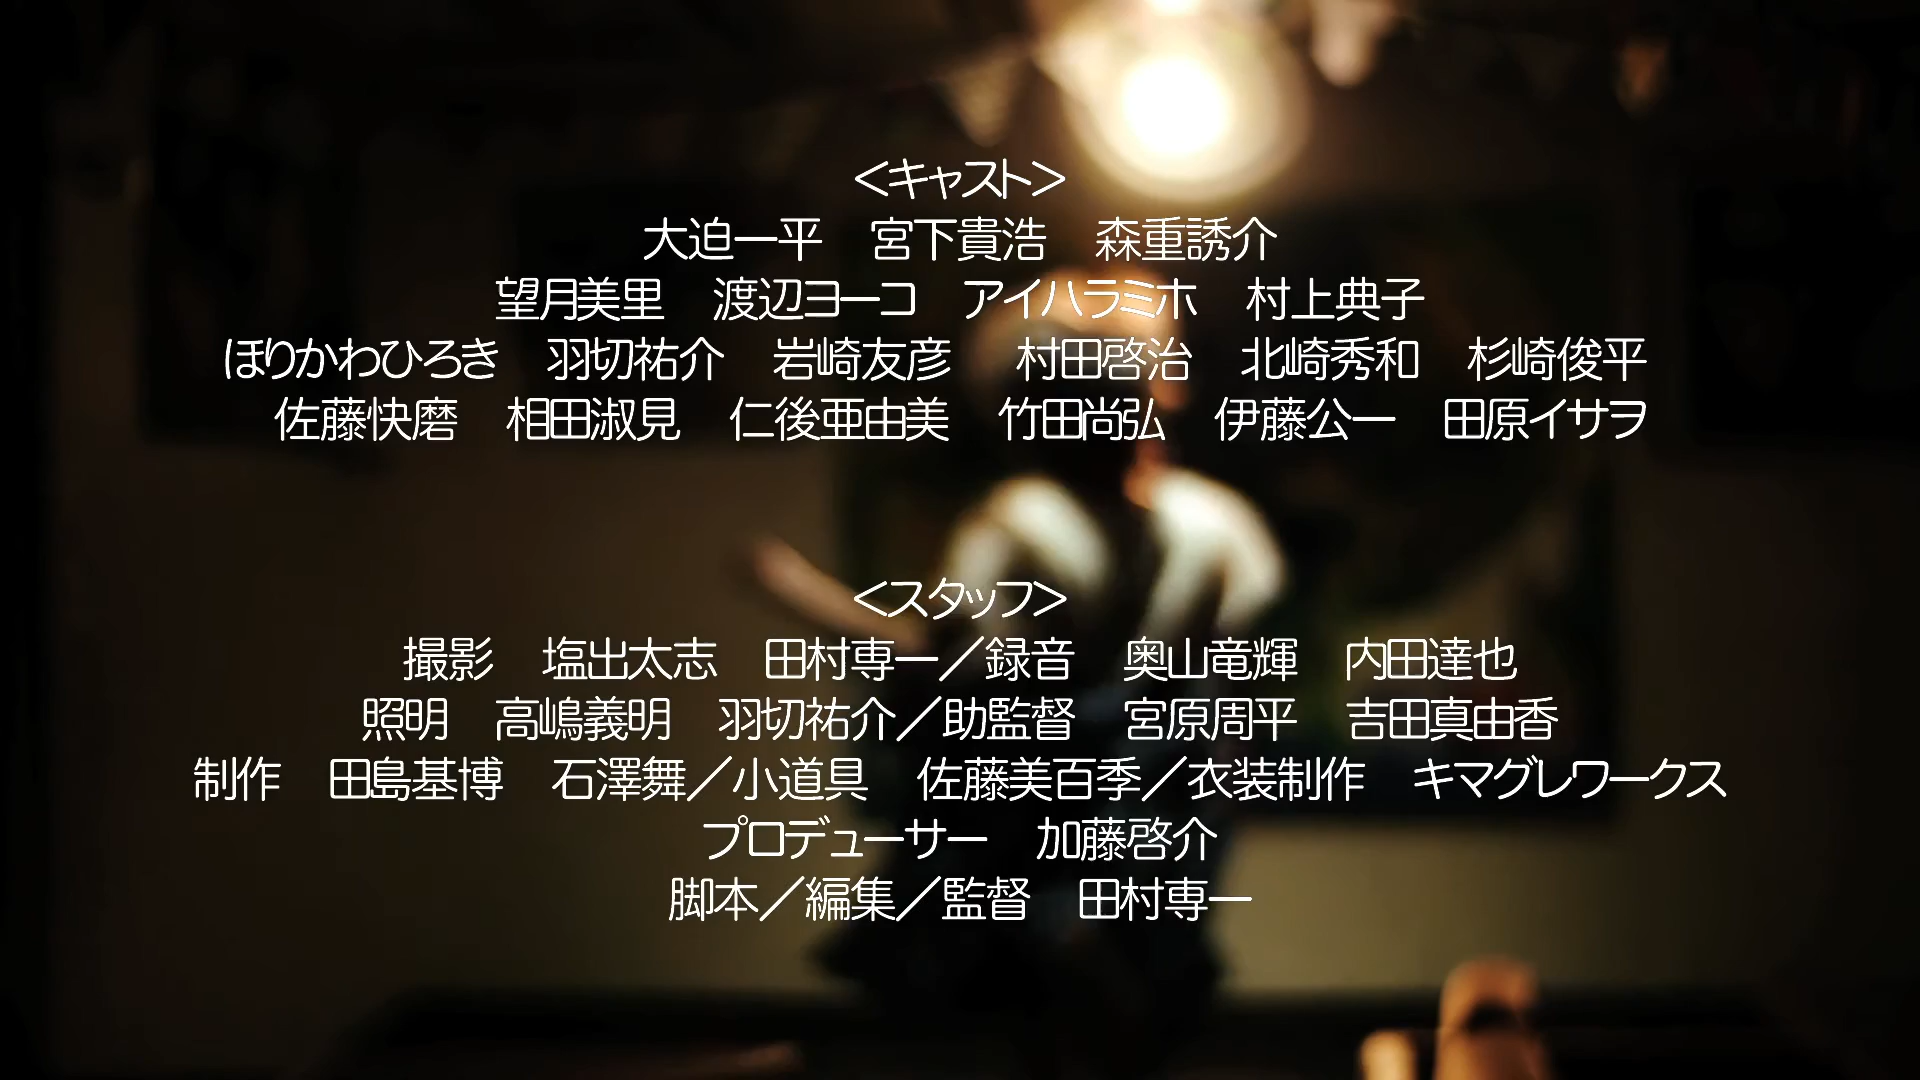 ＜キャスト＞
大迫一平　宮下貴浩　森重誘介
望月美里　渡辺ヨーコ　アイハラミホ　村上典子
ほりかわひろき　羽切祐介　岩崎友彦　村田啓治　北崎秀和　杉崎俊平
佐藤快磨　相田淑見　仁後亜由美　竹田尚弘　伊藤公一　田原イサヲ
＜スタッフ＞
撮影　塩出太志　田村専一／録音　奥山竜輝　内田達也
照明　高嶋義明　羽切祐介／助監督　宮原周平　吉田真由香
制作　田島基博　石澤舞／小道具　佐藤美百季／衣装制作　キマグレワークス
プロデューサー　加藤啓介
脚本／編集／監督　田村専一